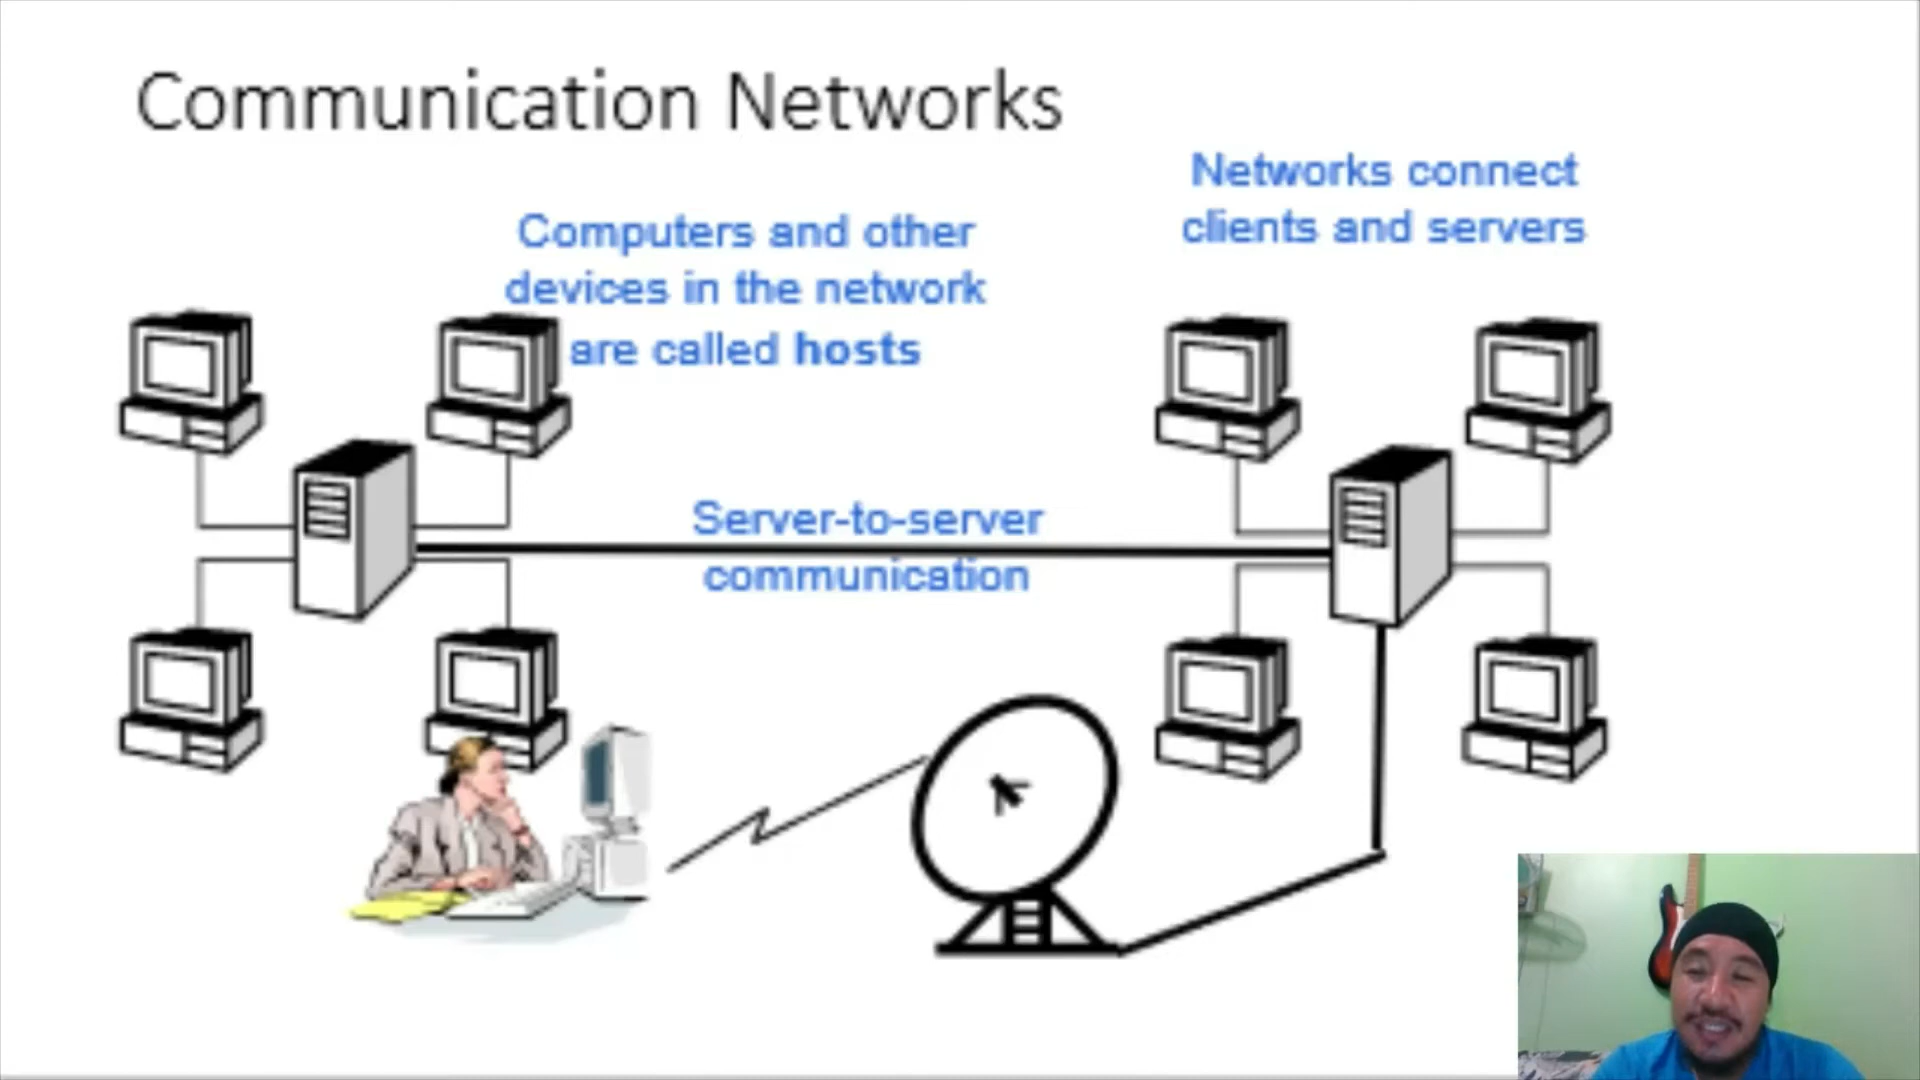 Communication Networks
Networks connect
clients and servers
Computers and other
devices in the network
are called hosts
Server-to-server
communication